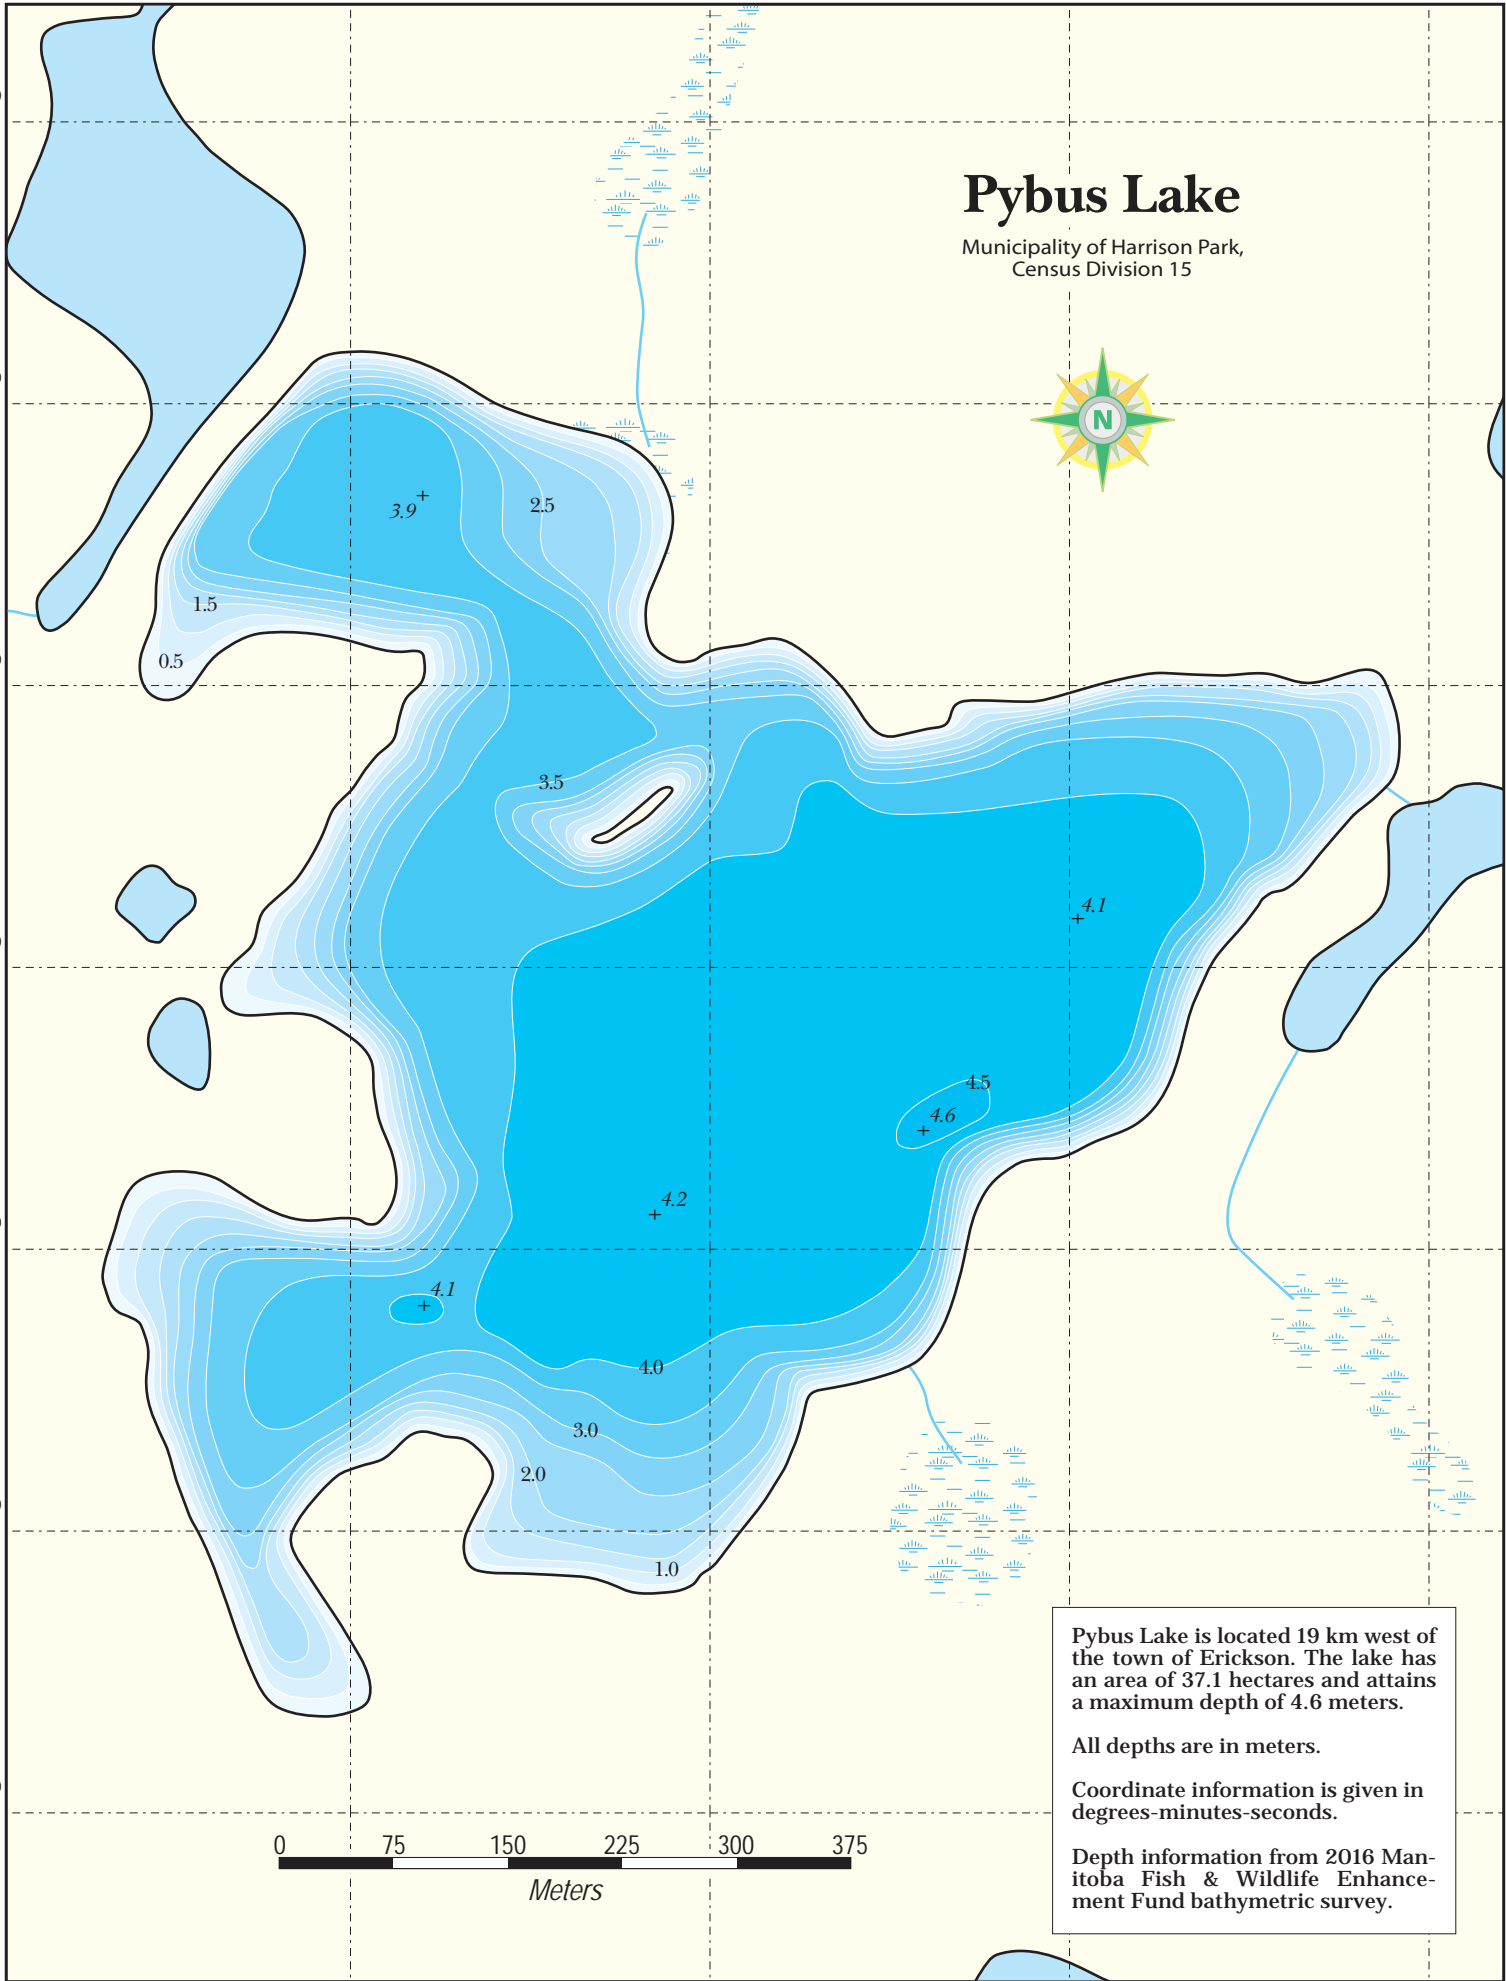 Pybus Lake
Municipality of Harrison Park,
Census Division 15
N
3.9
2.5
1.5
0.5
3.5
4.1
4.5
4.6
4.2
4.1
4.0
3.0
2.0
1.0
Pybus Lake is located 19 km west of
the town of Erickson. The lake has
an area of 37.1 hectares and attains
a maximum depth of 4.6 meters.
All depths are in meters.
Coordinate information is given in
degrees-minutes-seconds.
Depth information from 2016 Man-
itoba Fish & Wildlife Enhance-
ment Fund bathymetric survey.
0 75 150 225 300 375
Meters